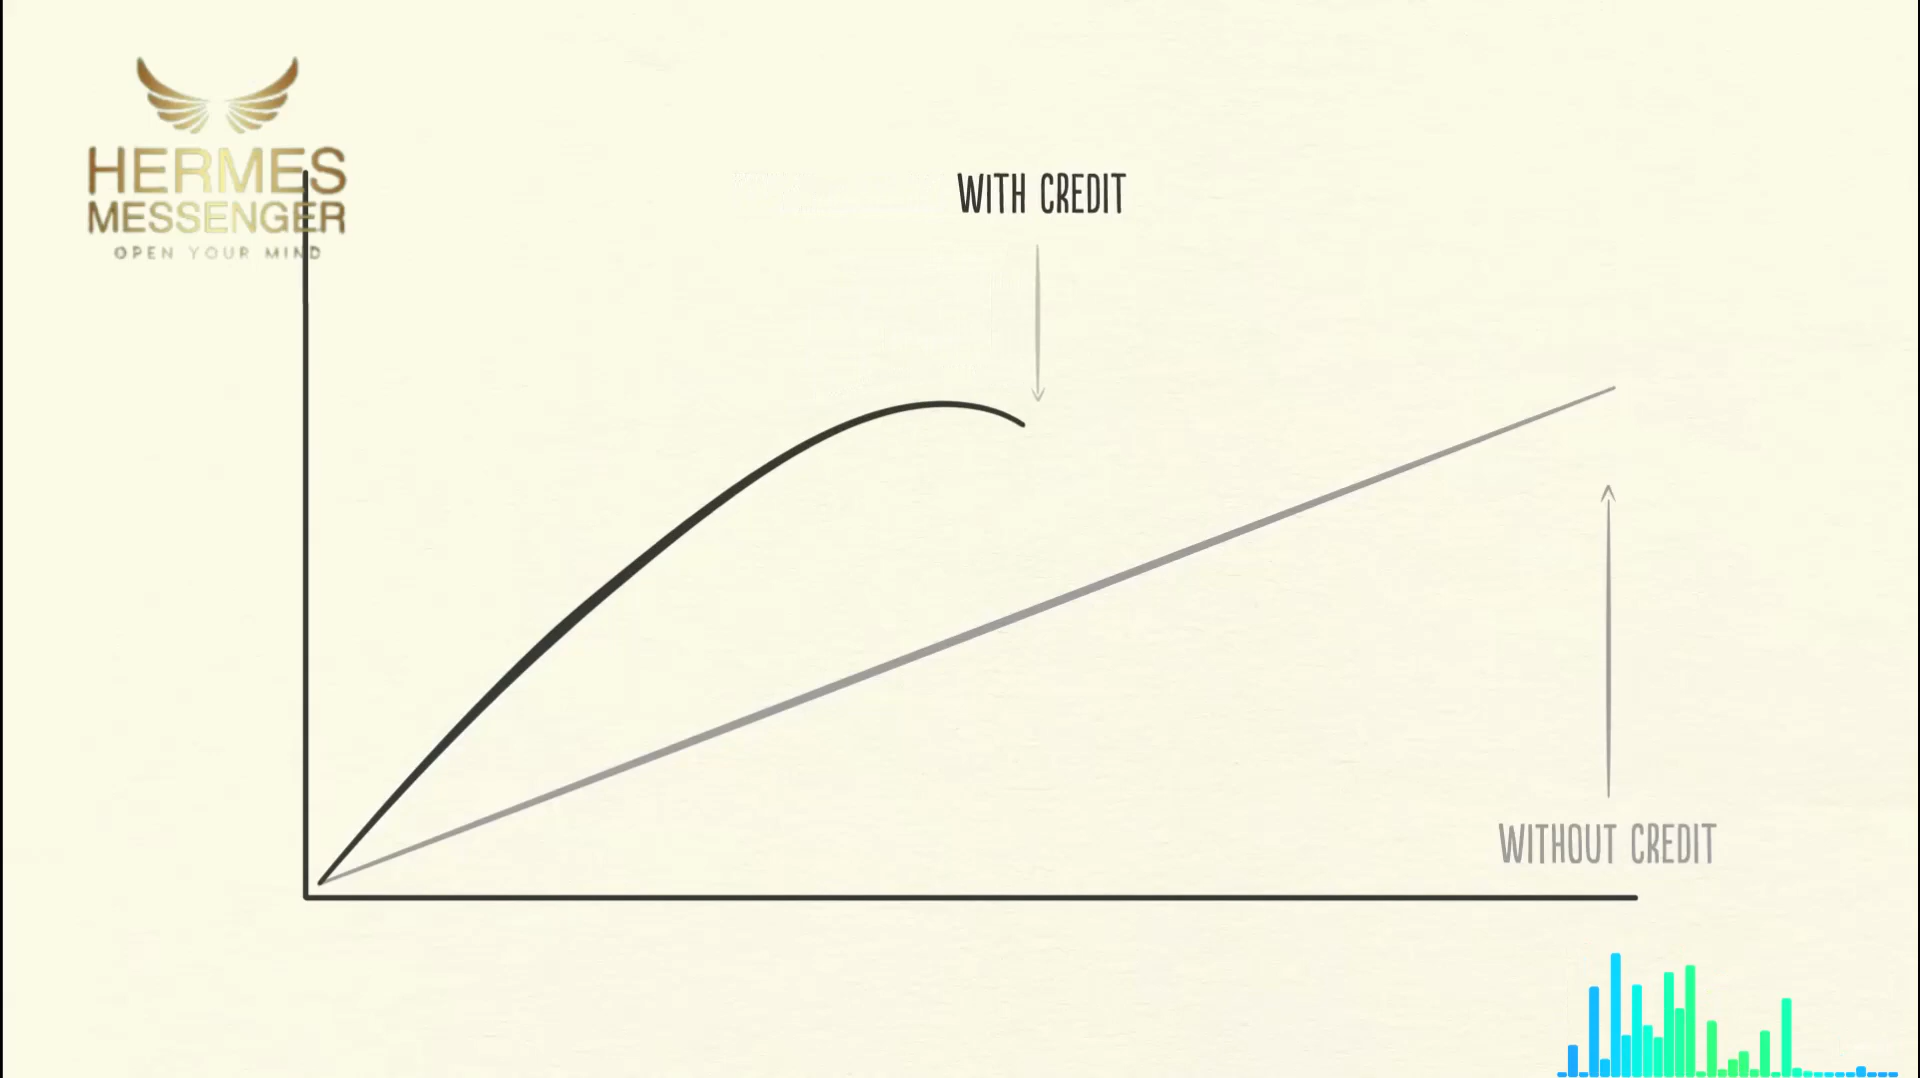 HERMES
MESSENGER
OPEN YOUR MIND
WITH CREDIT
WITHOUT CREDIT